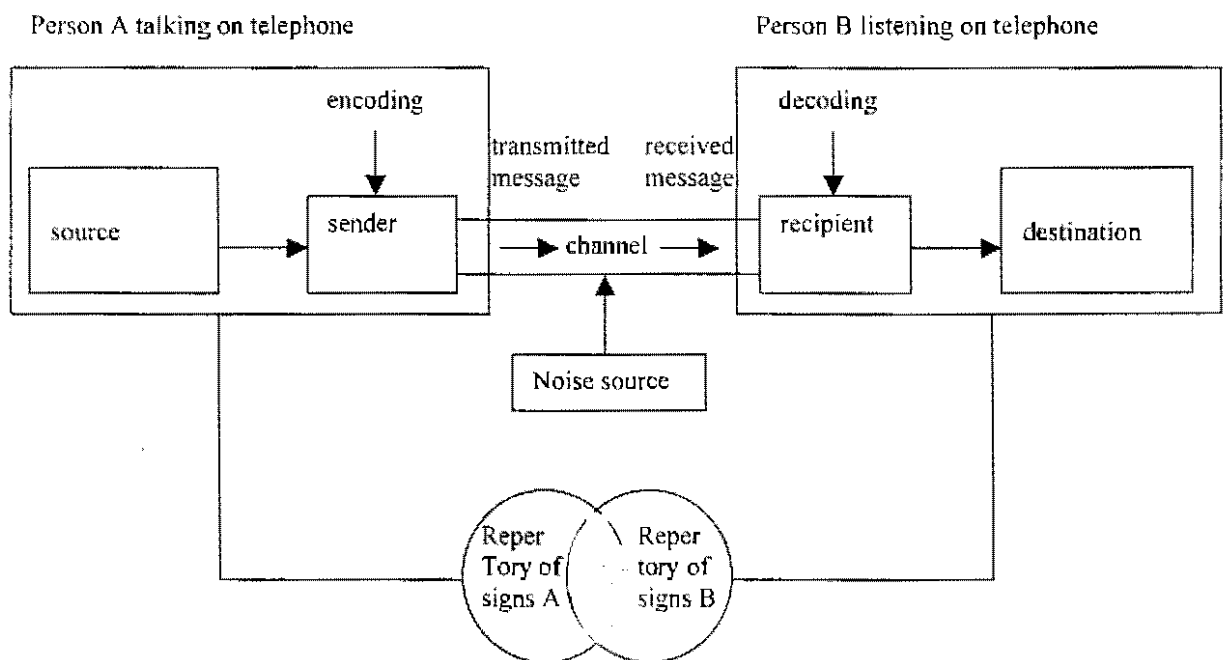 Person A talking on telephone
Person B listening on telephone
encoding
decoding
transmitted
message
received
message
source
sender
channel
recipient
destination
Noise source
Reper
Tory of
signs A
Reper
tory of
signs B